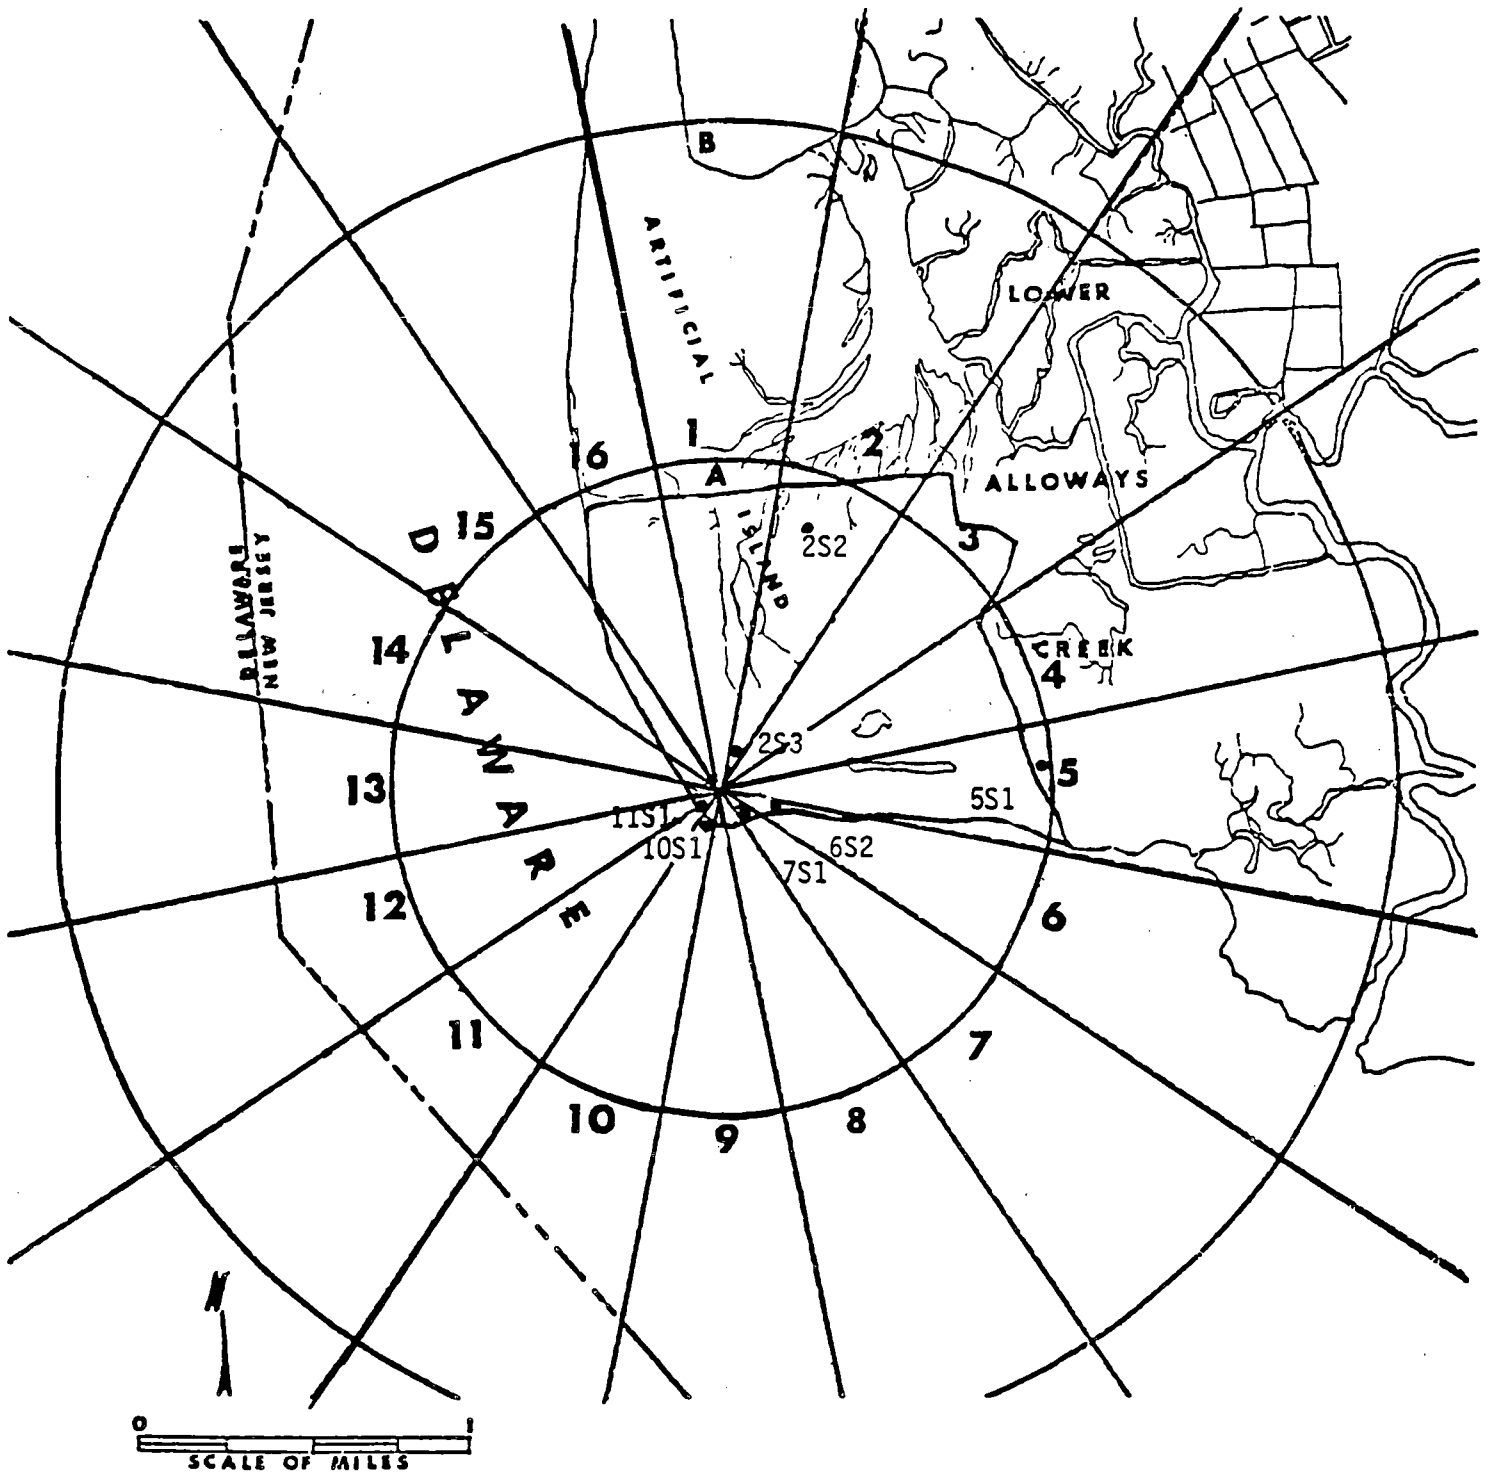 B
ARTIFICIAL
LOWER
1
2
16
A
ALLOWAYS
15
ISLAND
2S2
3
DELAWARE
NEW JERSEY
14
CREEK
4
DELAWARE
2S3
13
5
5S1
11S1
10S1
6S2
7S1
12
6
11
7
10
9
8
N
0 1
SCALE OF MILES